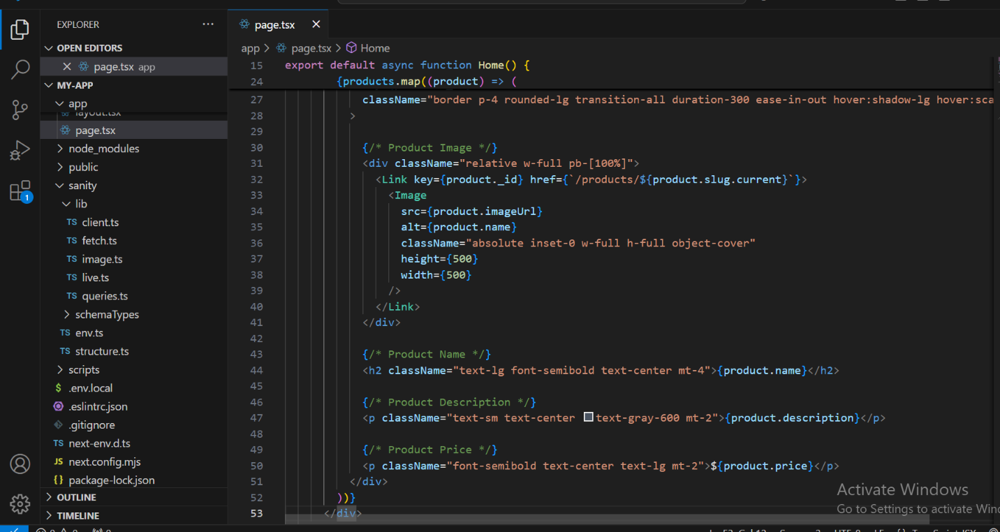 EXPLORER
OPEN EDITORS
page.tsx app
MY-APP
app
layout.tsx
page.tsx
node_modules
public
sanity
lib
TS client.ts
TS fetch.ts
TS image.ts
TS live.ts
TS queries.ts
schemaTypes
TS env.ts
TS structure.ts
scripts
$ .env.local
.eslintrc.json
.gitignore
TS next-env.d.ts
JS next.config.mjs
{} package-lock.json
OUTLINE
TIMELINE
1
page.tsx
app > page.tsx > Home
15 export default async function Home() {
24 {products.map((product) => (
27 className="border p-4 rounded-lg transition-all duration-300 ease-in-out hover:shadow-lg hover:sca
28 >
29
30 {/* Product Image */}
31 <div className="relative w-full pb-[100%]">
32 <Link key={product._id} href={`/products/${product.slug.current}`}>
33 <Image
34 src={product.imageUrl}
35 alt={product.name}
36 className="absolute inset-0 w-full h-full object-cover"
37 height={500}
38 width={500}
39 />
40 </Link>
41 </div>
42
43 {/* Product Name */}
44 <h2 className="text-lg font-semibold text-center mt-4">{product.name}</h2>
45
46 {/* Product Description */}
47 <p className="text-sm text-center text-gray-600 mt-2">{product.description}</p>
48
49 {/* Product Price */}
50 <p className="font-semibold text-center text-lg mt-2">${product.price}</p>
51 </div>
52 ))}
53 </div>
Activate Windows
Go to Settings to activate Win